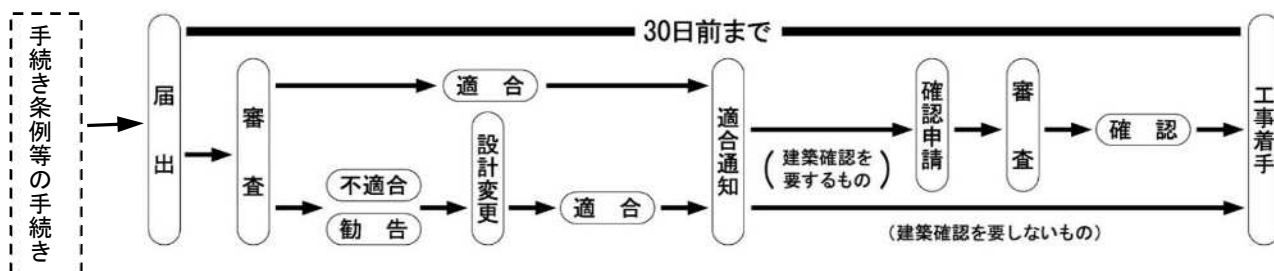 手続き条例等の手続き
届出
30日前まで
審査
適合
不適合
勧告
設計変更
適合
適合通知
(建築確認を
要するもの)
確認申請
審査
確認
(建築確認を要しないもの)
工事着手